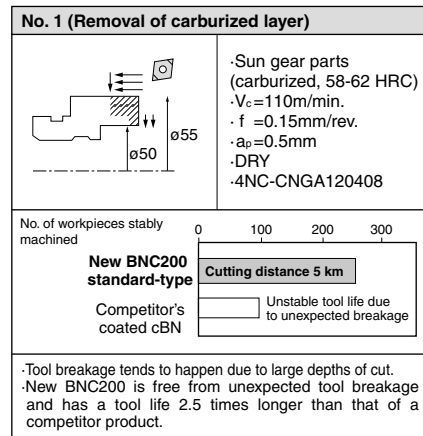 No. 1 (Removal of carburized layer)
ø55
ø50
·Sun gear parts
(carburized, 58-62 HRC)
·Vc=110m/min.
· f =0.15mm/rev.
·ap=0.5mm
·DRY
·4NC-CNGA120408
No. of workpieces stably
machined
0 100 200 300
New BNC200
standard-type
Cutting distance 5 km
Competitor's
coated cBN
Unstable tool life due
to unexpected breakage
·Tool breakage tends to happen due to large depths of cut.
·New BNC200 is free from unexpected tool breakage
and has a tool life 2.5 times longer than that of a
competitor product.